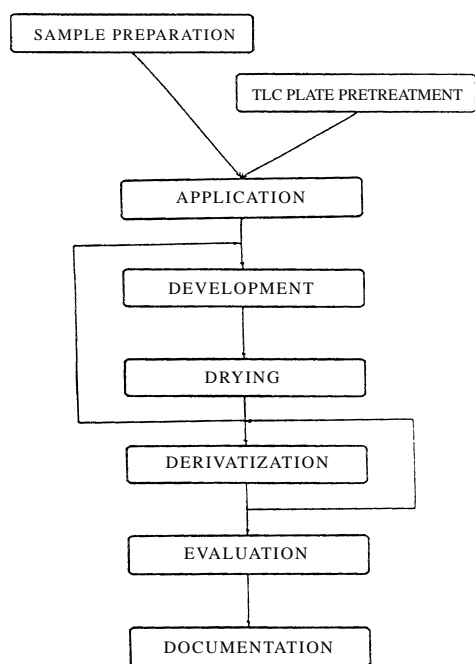 SAMPLE PREPARATION
TLC PLATE PRETREATMENT
APPLICATION
DEVELOPMENT
DRYING
DERIVATIZATION
EVALUATION
DOCUMENTATION